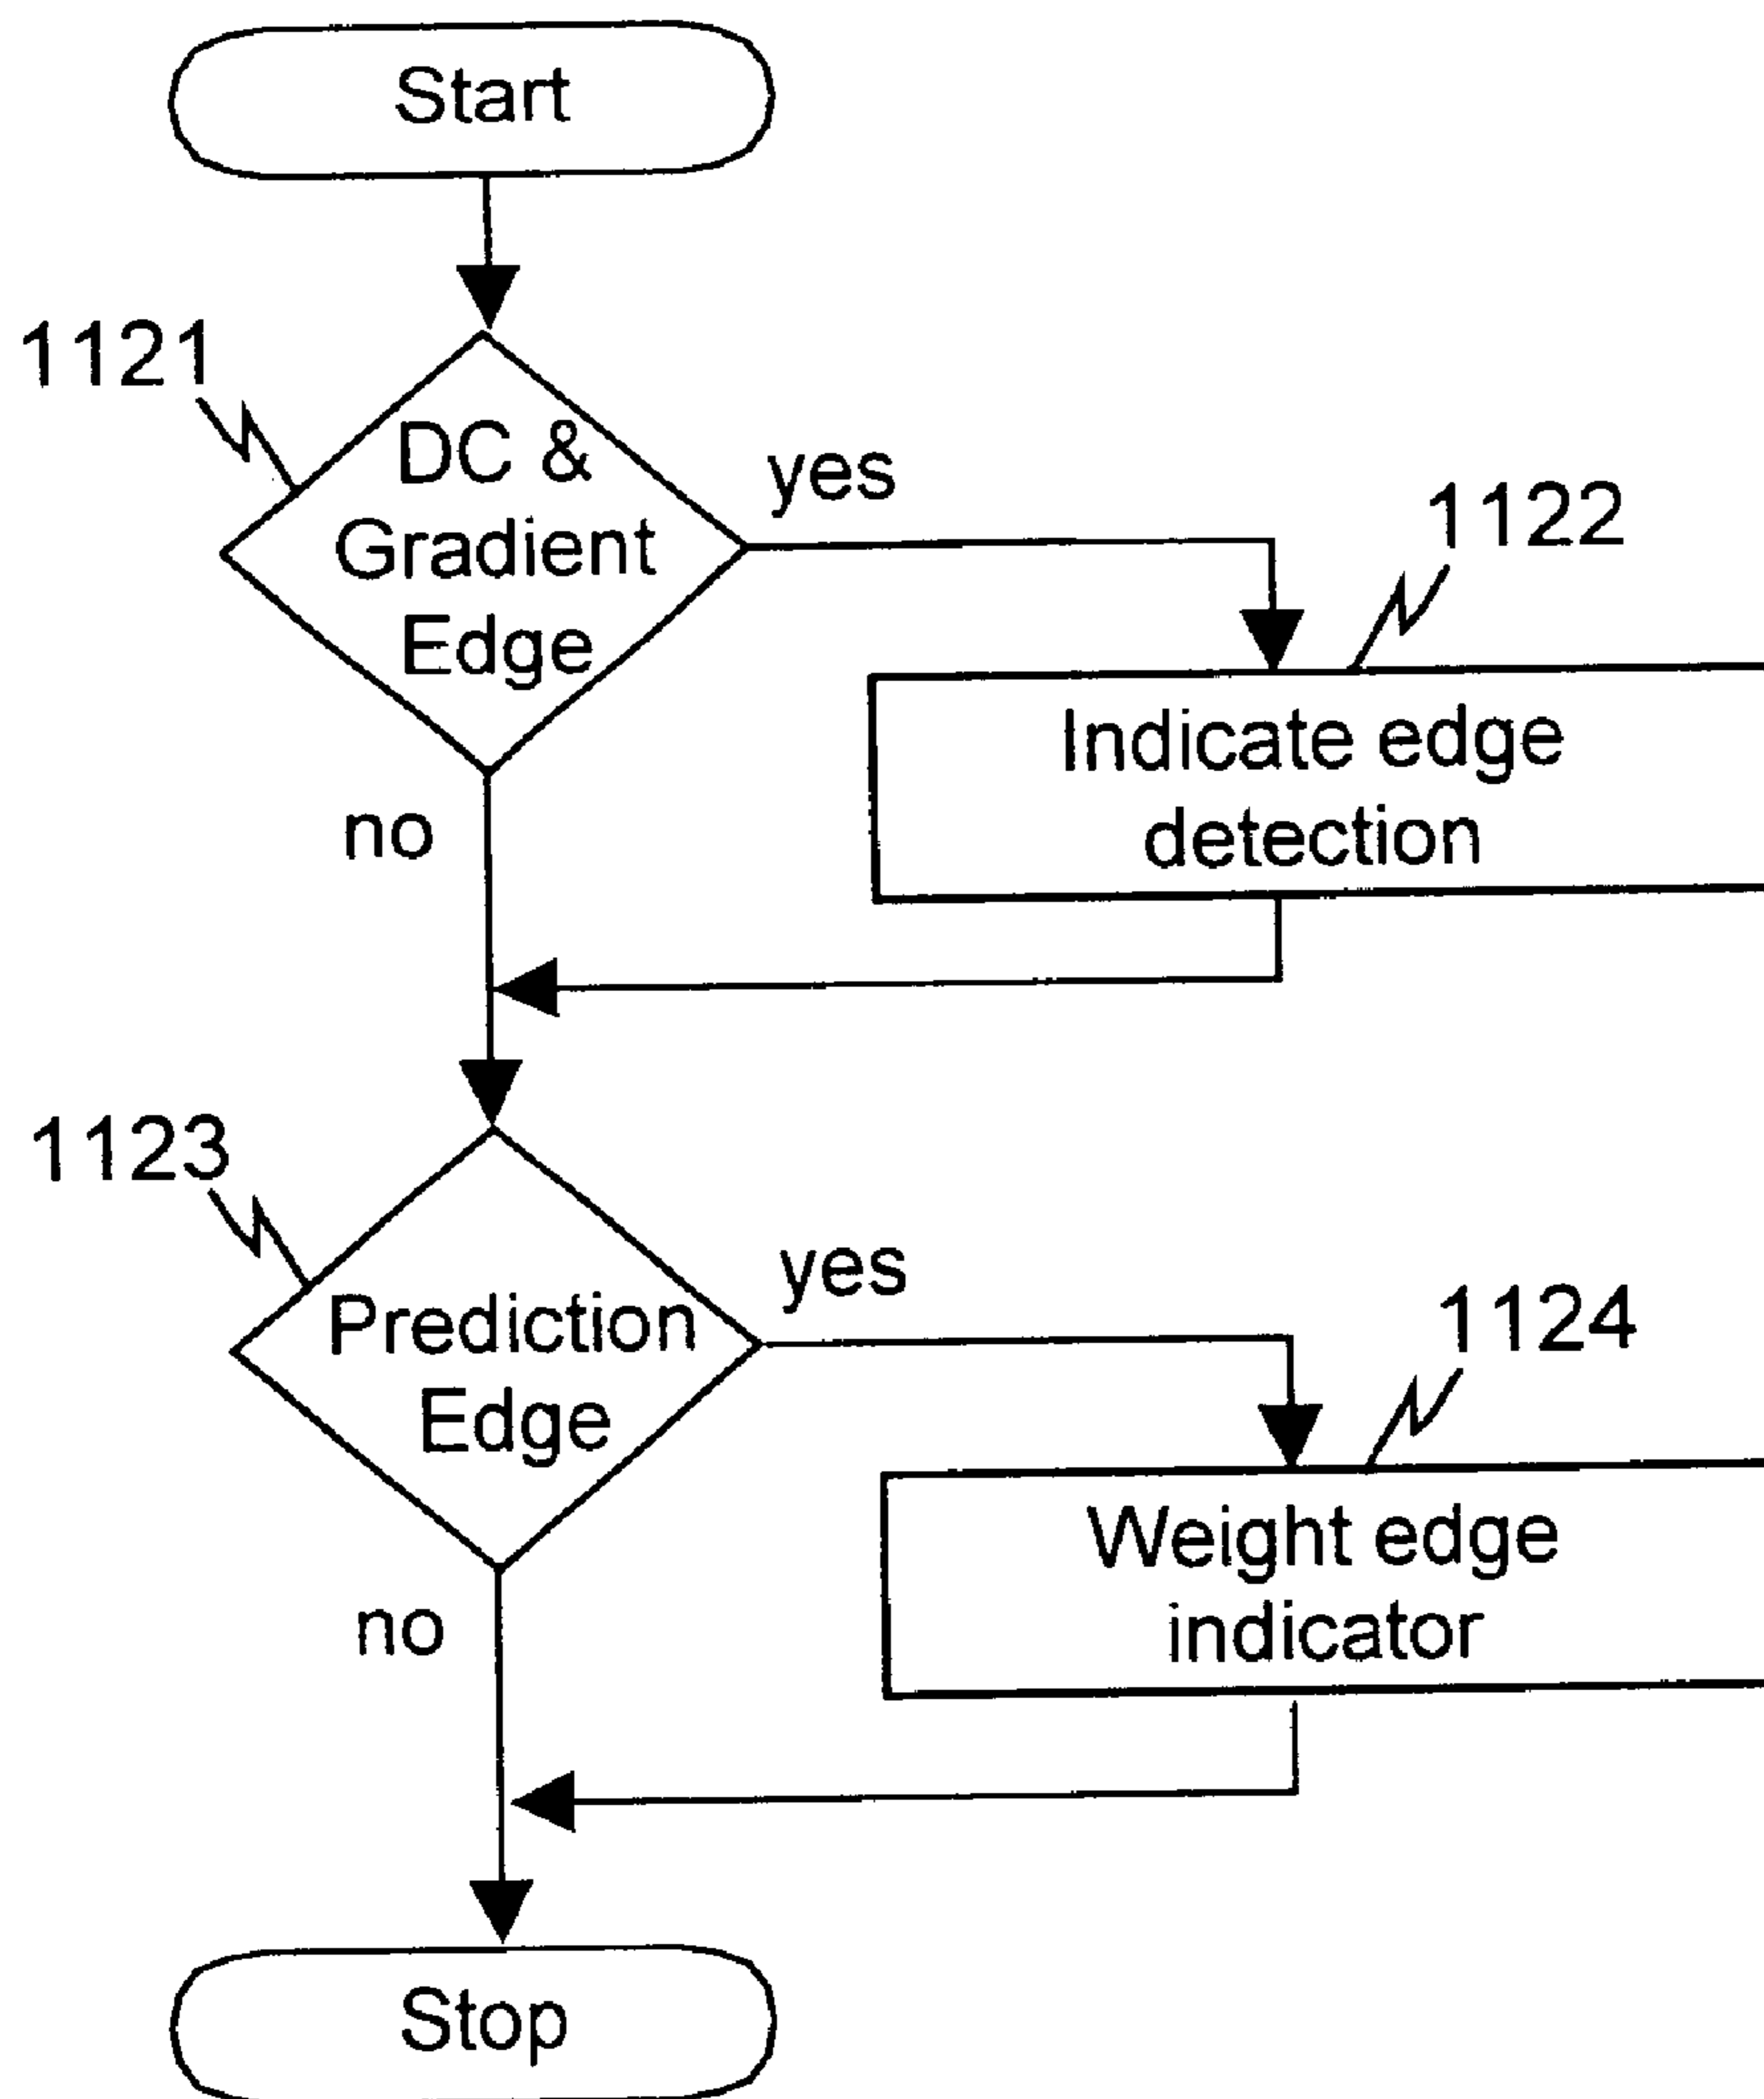 Start
1121
DC &
Gradient
Edge
yes
1122
Indicate edge
detection
no
1123
Prediction
Edge
yes
1124
Weight edge
indicator
no
Stop